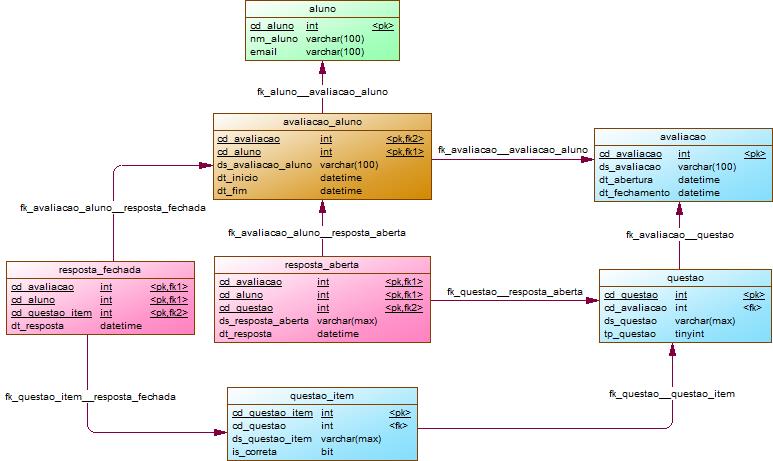 aluno
cd_aluno int <pk>
nm_aluno varchar(100)
email varchar(100)
fk_aluno__avaliacao_aluno
avaliacao_aluno
cd_avaliacao int <pk,fk2>
cd_aluno int <pk,fk1>
ds_avaliacao_aluno varchar(100)
dt_inicio datetime
dt_fim datetime
fk_avaliacao__avaliacao_aluno
avaliacao
cd_avaliacao int <pk>
ds_avaliacao varchar(100)
dt_abertura datetime
dt_fechamento datetime
fk_avaliacao_aluno__resposta_fechada
fk_avaliacao_aluno__resposta_aberta
fk_avaliacao__questao
resposta_fechada
cd_avaliacao int <pk,fk1>
cd_aluno int <pk,fk1>
cd_questao_item int <pk,fk2>
dt_resposta datetime
resposta_aberta
cd_avaliacao int <pk,fk1>
cd_aluno int <pk,fk1>
cd_questao int <pk,fk2>
ds_resposta_aberta varchar(max)
dt_resposta datetime
fk_questao__resposta_aberta
questao
cd_questao int <pk>
cd_avaliacao int <fk>
ds_questao varchar(max)
tp_questao tinyint
fk_questao_item__resposta_fechada
questao_item
cd_questao_item int <pk>
cd_questao int <fk>
ds_questao_item varchar(max)
is_correta bit
fk_questao__questao_item